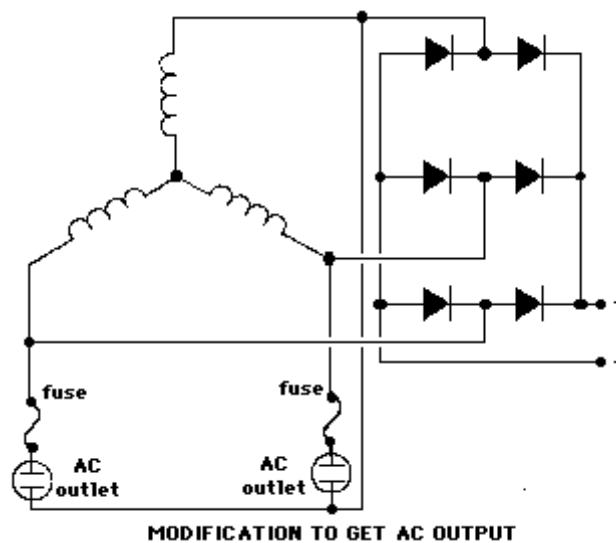 fuse
fuse
AC
outlet
AC
outlet
MODIFICATION TO GET AC OUTPUT